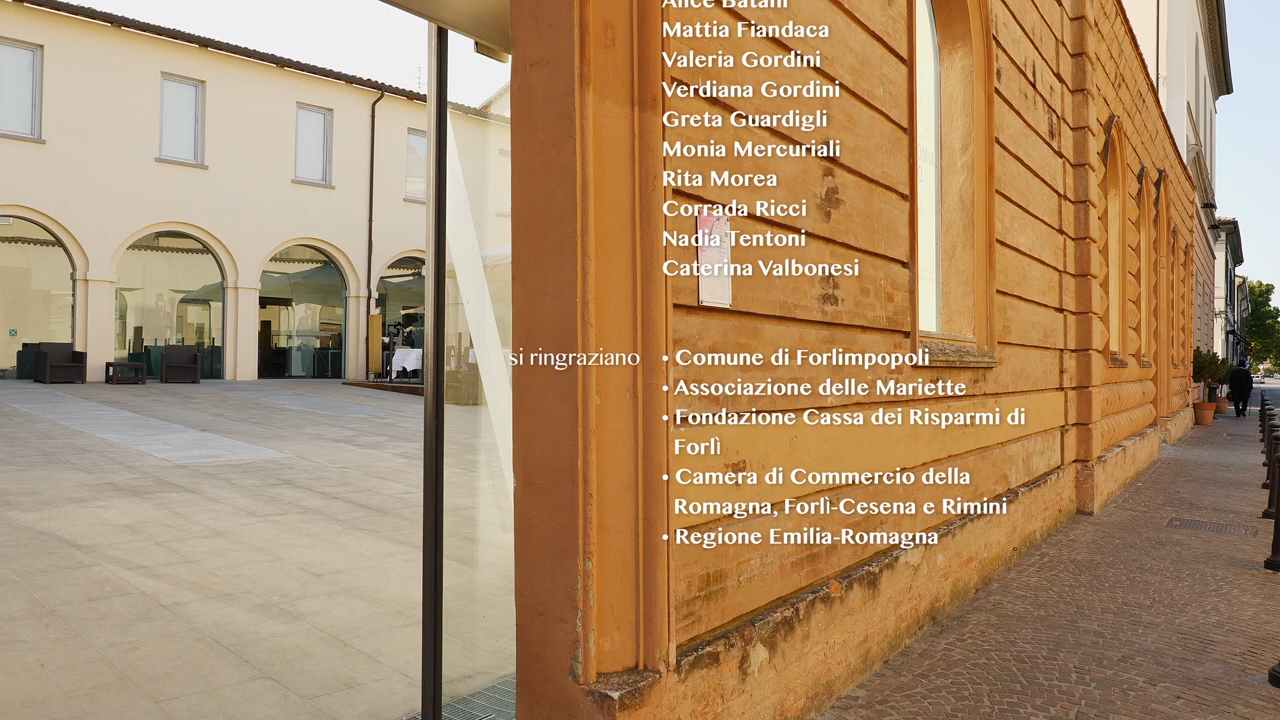 Alice Batani
Mattia Fiandaca
Valeria Gordini
Verdiana Gordini
Greta Guardigli
Monia Mercuriali
Rita Morea
Corrada Ricci
Nadia Tentoni
Caterina Valbonesi
si ringraziano
• Comune di Forlimpopoli
• Associazione delle Mariette
• Fondazione Cassa dei Risparmi di
Forlì
• Camera di Commercio della
Romagna, Forlì-Cesena e Rimini
• Regione Emilia-Romagna